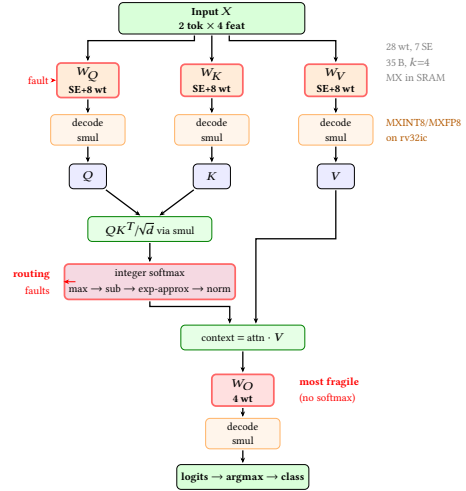 Input X
2 tok × 4 feat
28 wt, 7 SE
35 B, k=4
MX in SRAM
fault
W_Q
SE+8 wt
W_K
SE+8 wt
W_V
SE+8 wt
decode
smul
decode
smul
decode
smul
MXINT8/MXFP8
on rv32ic
Q
K
V
QK^T/√d via smul
routing
faults
integer softmax
max → sub → exp-approx → norm
context = attn · V
W_O
4 wt
most fragile
(no softmax)
decode
smul
logits → argmax → class